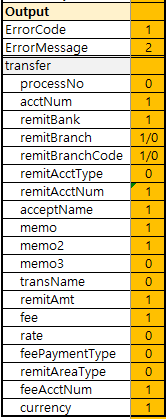 Output
ErrorCode 1
ErrorMessage 2
transfer
processNo 0
acctNum 1
remitBank 1
remitBranch 1/0
remitBranchCode 1/0
remitAcctType 0
remitAcctNum 1
acceptName 1
memo 1
memo2 1
memo3 0
transName 0
remitAmt 1
fee 1
rate 0
feePaymentType 0
remitAreaType 0
feeAcctNum 1
currency 1